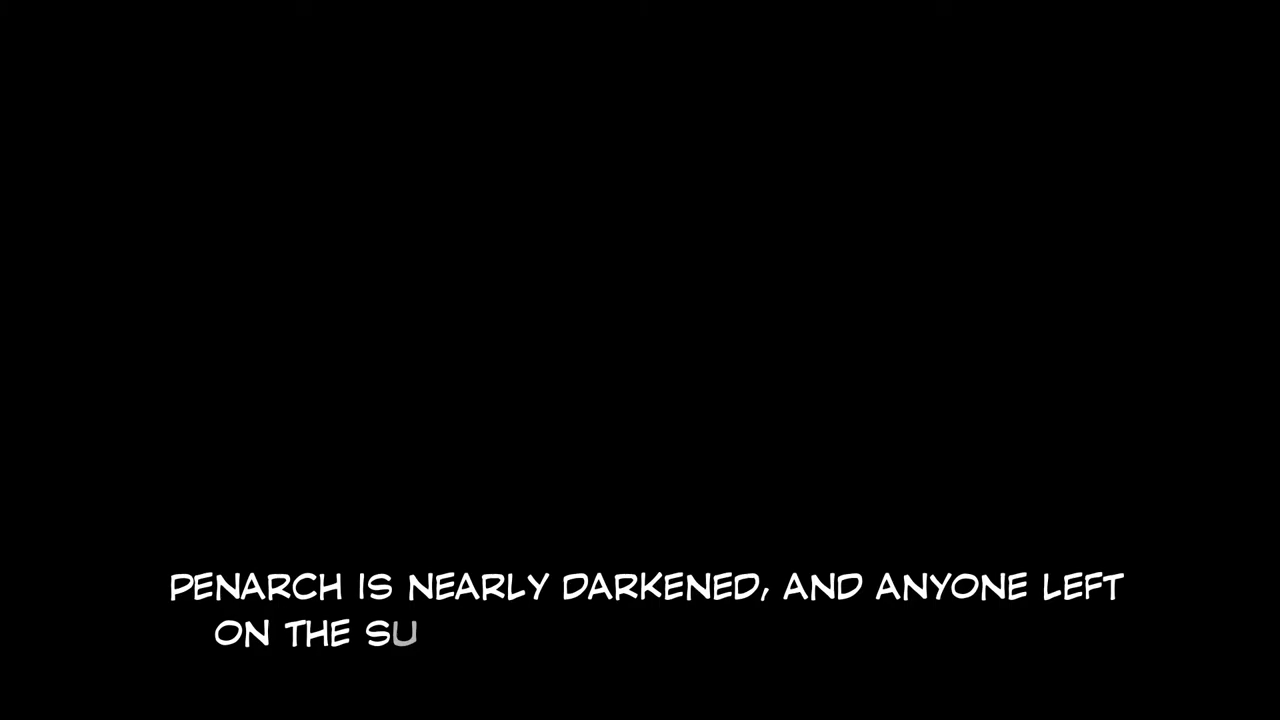 PENARCH IS NEARLY DARKENED, AND ANYONE LEFT
ON THE SU